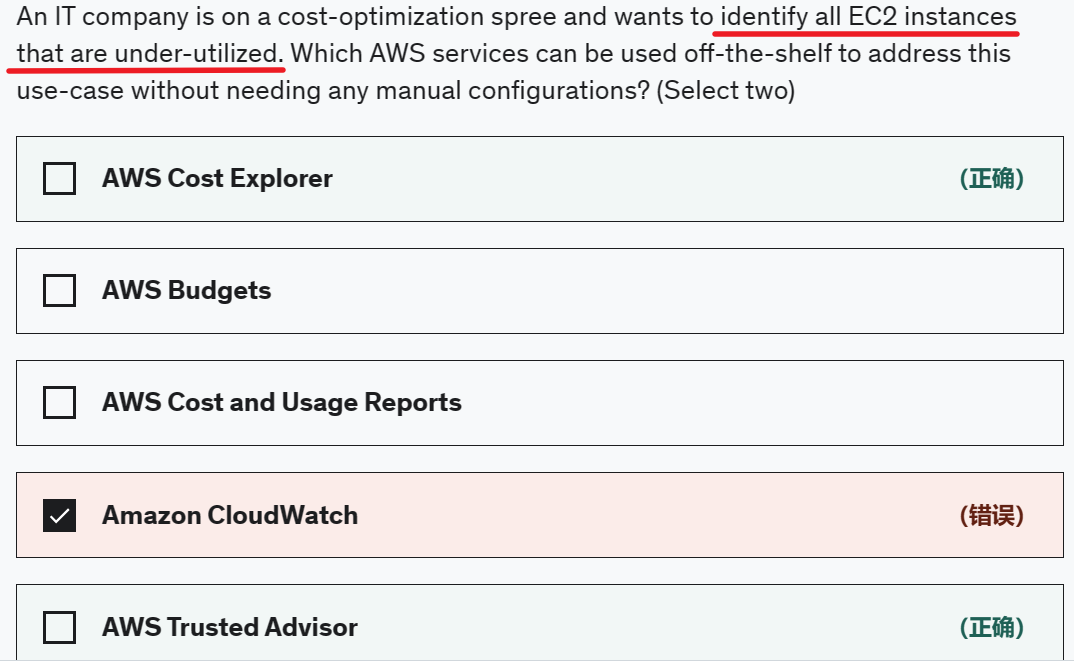 An IT company is on a cost-optimization spree and wants to identify all EC2 instances
that are under-utilized. Which AWS services can be used off-the-shelf to address this
use-case without needing any manual configurations? (Select two)
AWS Cost Explorer (正确)
AWS Budgets
AWS Cost and Usage Reports
Amazon CloudWatch (错误)
AWS Trusted Advisor (正确)